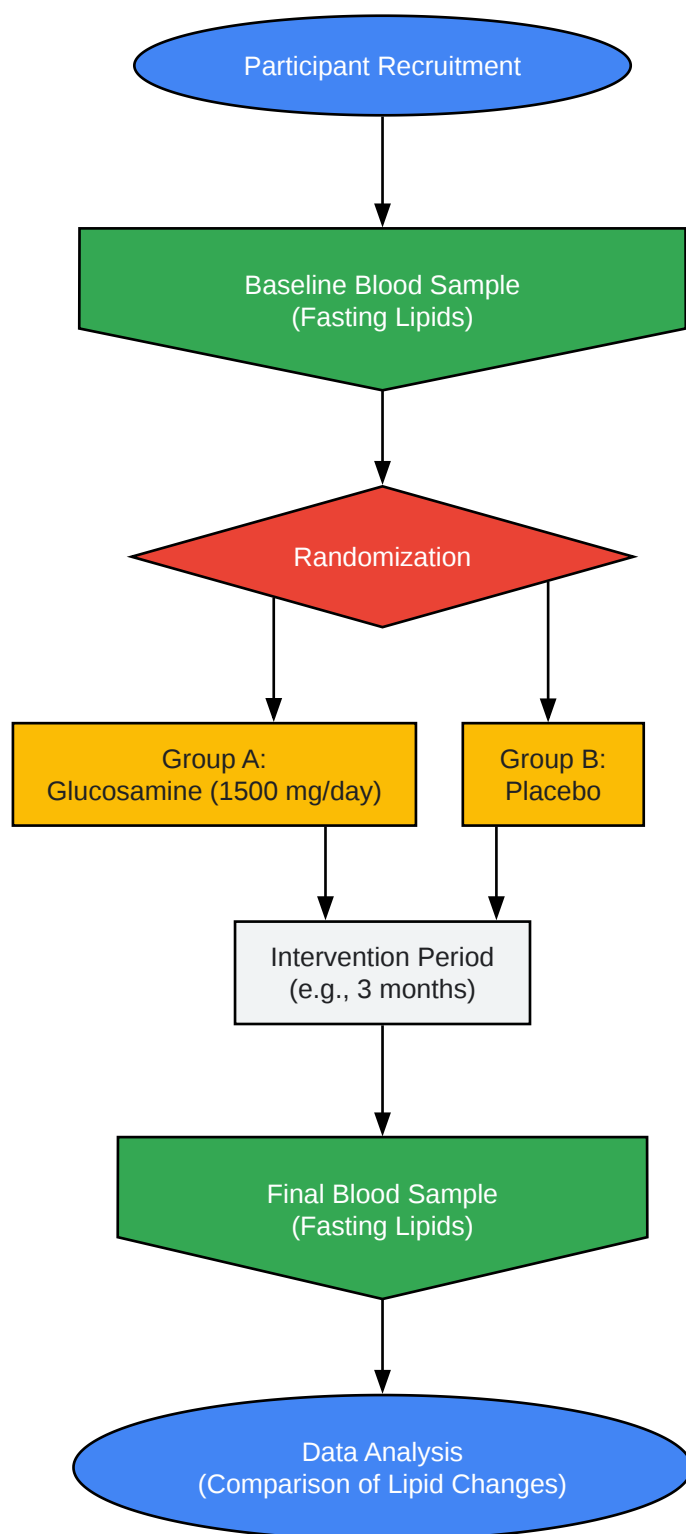 Participant Recruitment
Baseline Blood Sample
(Fasting Lipids)
Randomization
Group A:
Glucosamine (1500 mg/day)
Group B:
Placebo
Intervention Period
(e.g., 3 months)
Final Blood Sample
(Fasting Lipids)
Data Analysis
(Comparison of Lipid Changes)